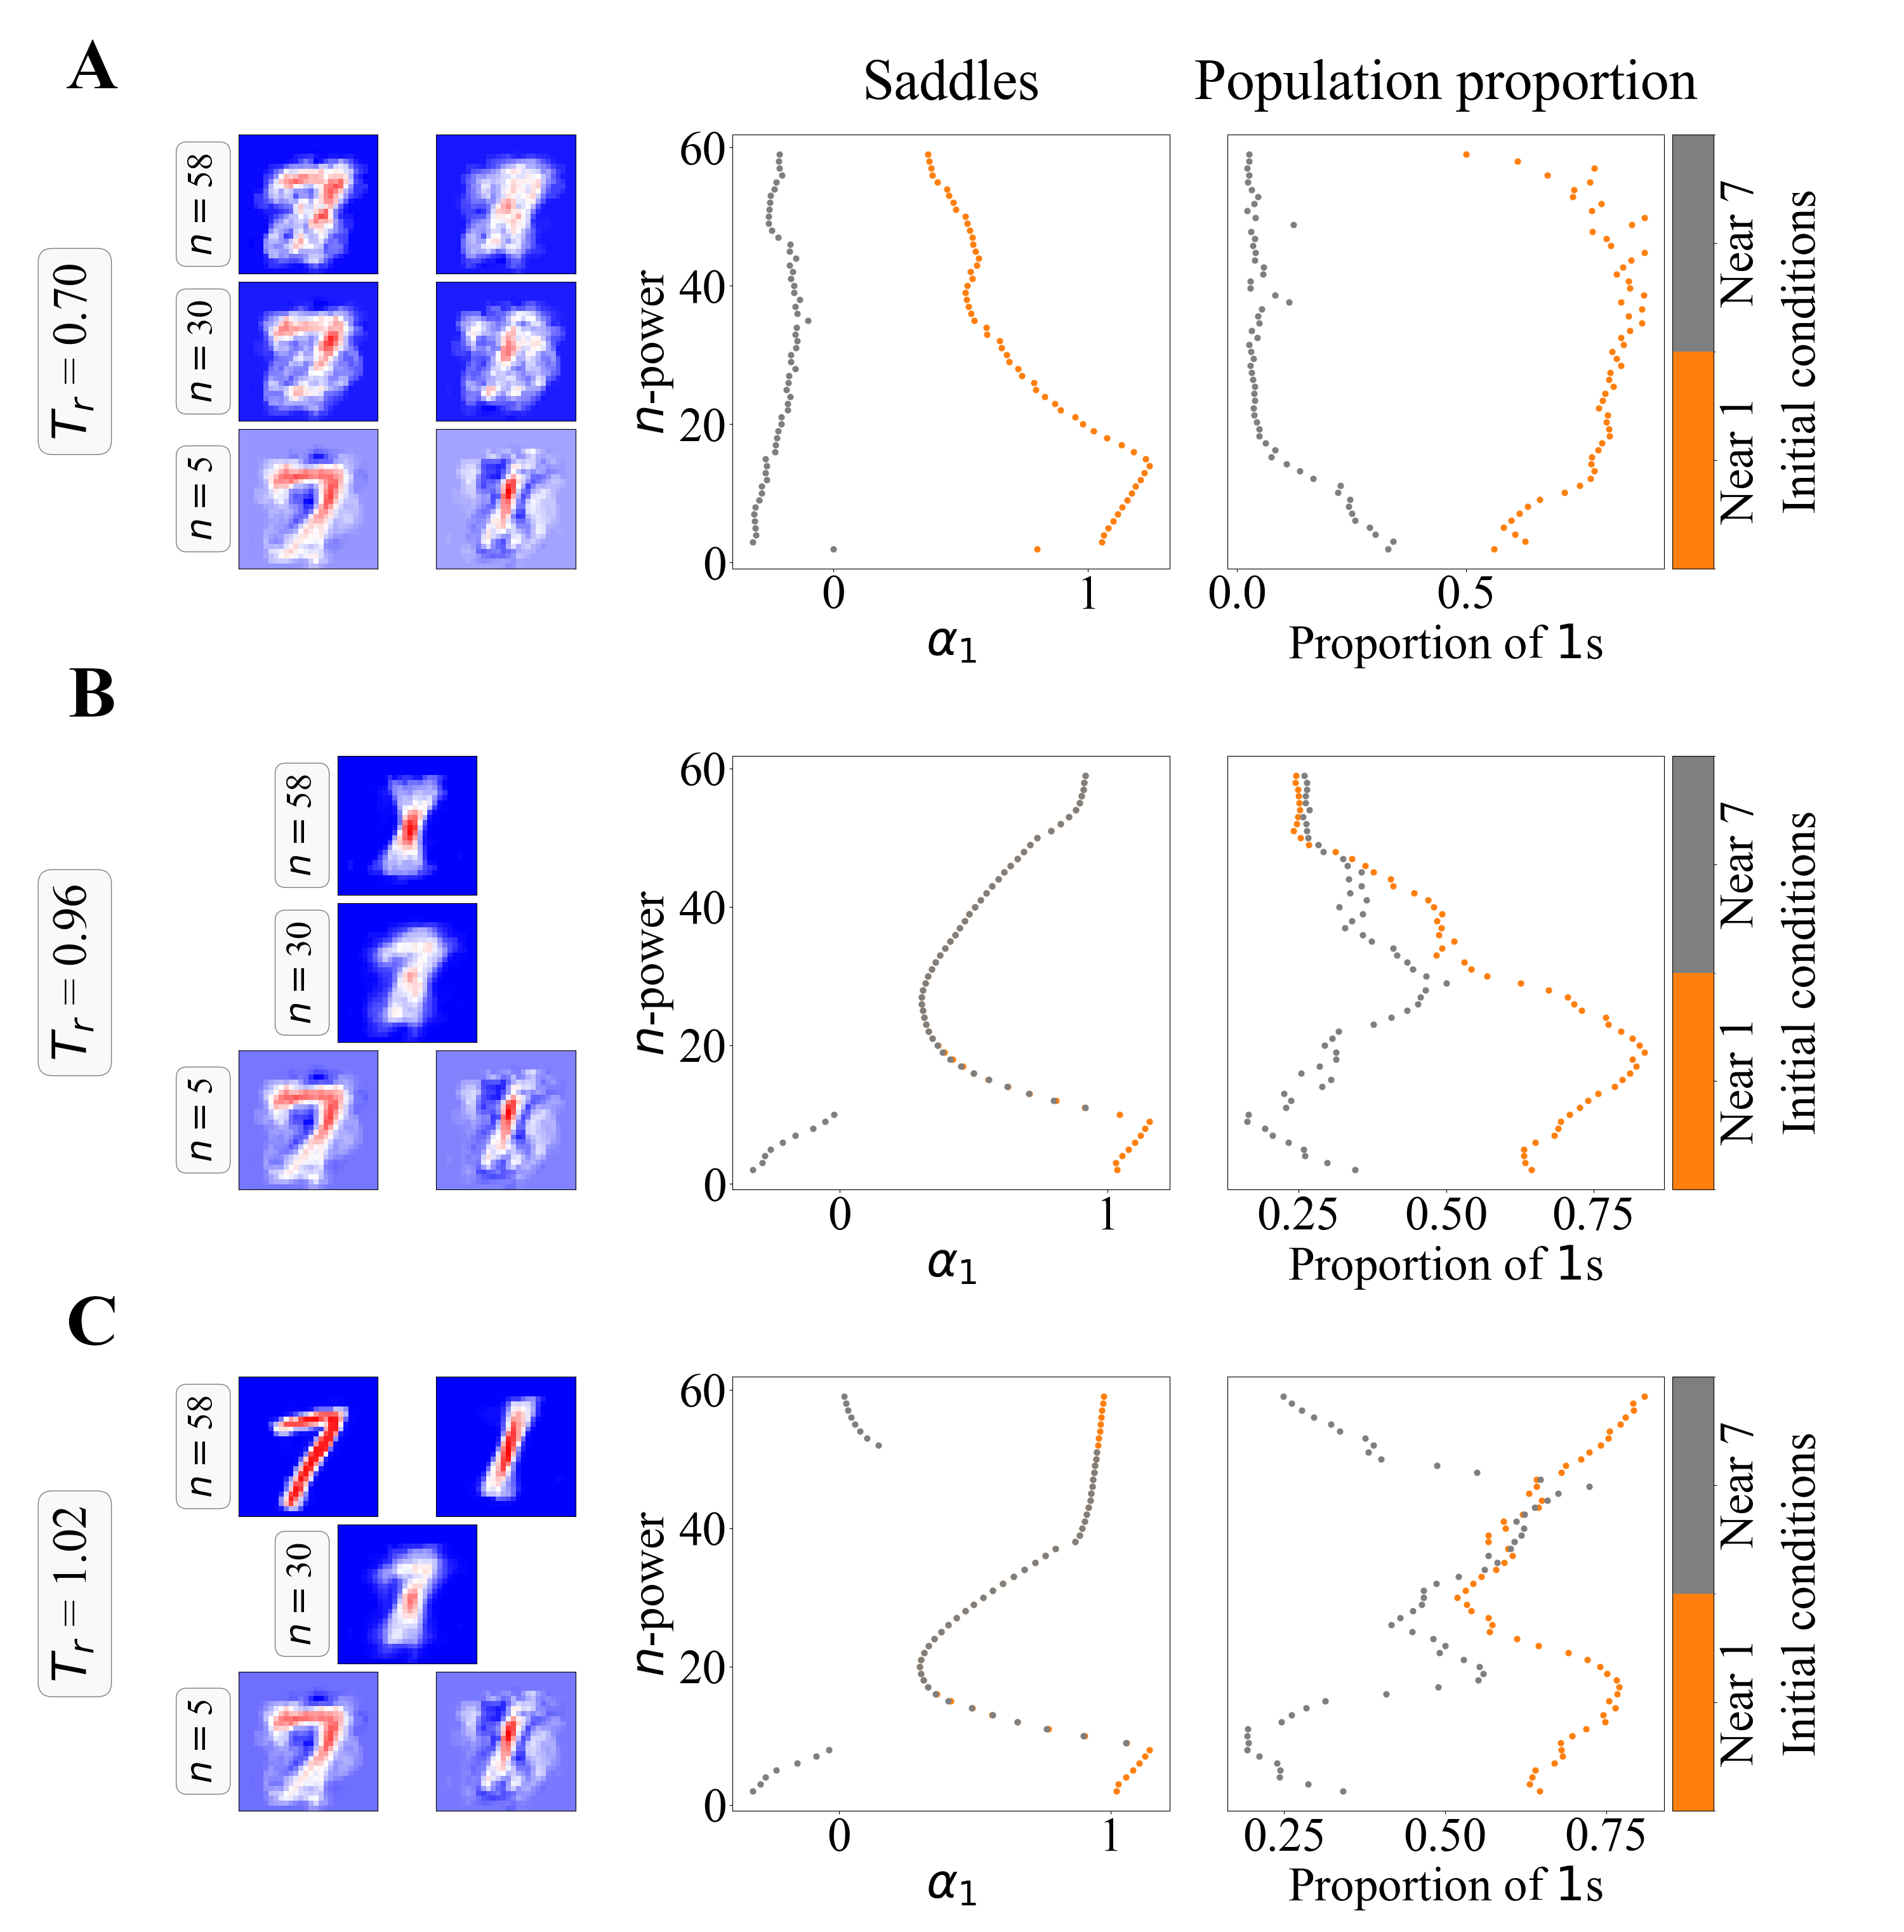 A
Saddles
Population proportion
T_r = 0.70
n = 58
n = 30
n = 5
n-power
60
40
20
0
0
1
α_1
0.0
0.5
Proportion of 1s
Near 7
Near 1
Initial conditions
B
T_r = 0.96
n = 58
n = 30
n = 5
n-power
60
40
20
0
0
1
α_1
0.25
0.50
0.75
Proportion of 1s
Near 7
Near 1
Initial conditions
C
T_r = 1.02
n = 58
n = 30
n = 5
n-power
60
40
20
0
0
1
α_1
0.25
0.50
0.75
Proportion of 1s
Near 7
Near 1
Initial conditions